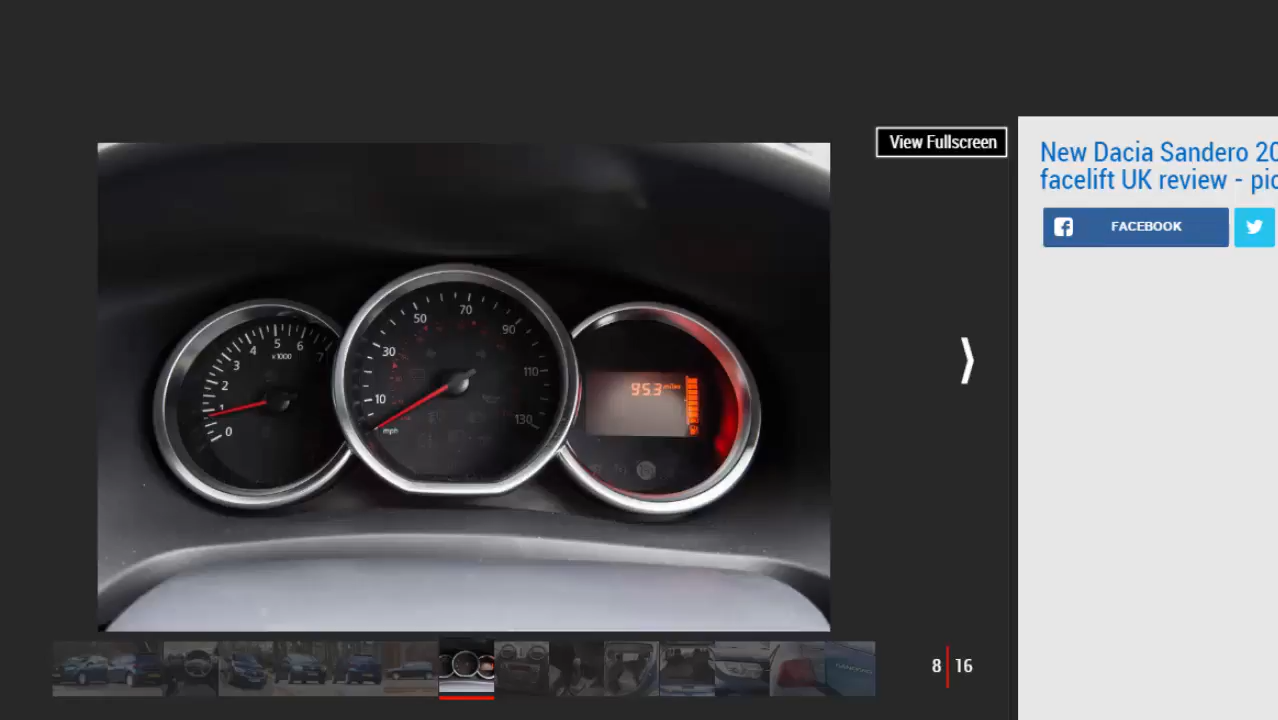 View Fullscreen
New Dacia Sandero 20
facelift UK review - pic
FACEBOOK
0
1
2
3
4
5
6
7
x1000
10
30
50
70
90
110
130
mph
953 miles
8 16